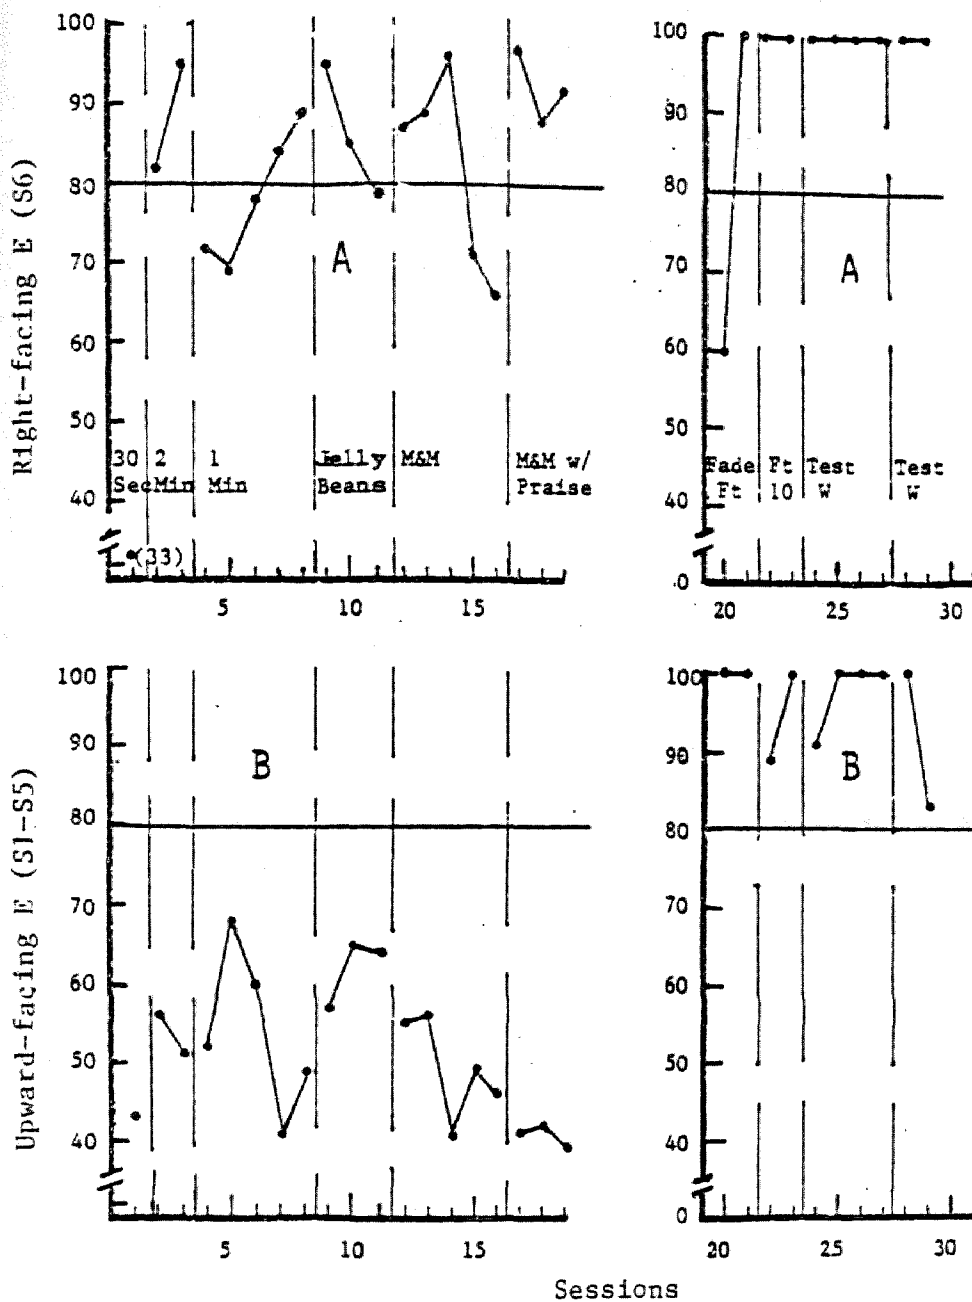 Right-facing E (S6)
100
90
80
70
60
50
40
A
30 Sec
2 Min
1 Min
Jelly Beans
M&M
M&M w/ Praise
(33)
5 10 15
100
90
80
70
60
50
40
0
A
Fade Ft
Ft 10
Test W
Test W
20 25 30
Upward-facing E (S1-S5)
100
90
80
70
60
50
40
B
5 10 15
100
90
80
70
60
50
40
0
B
20 25 30
Sessions